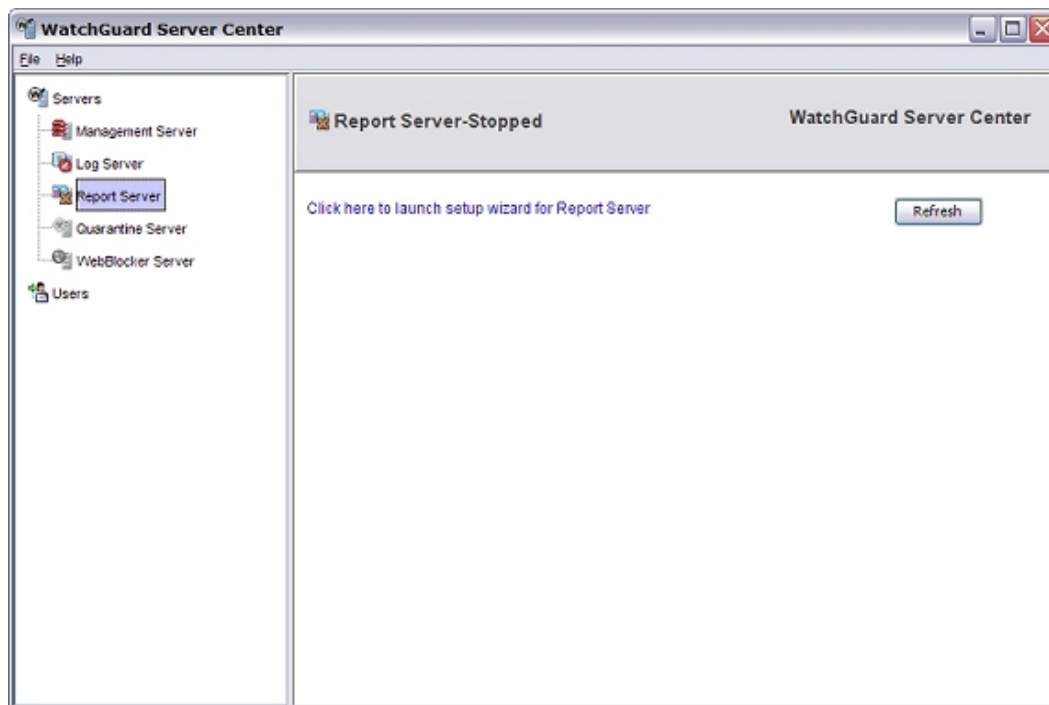 WatchGuard Server Center
File Help
Servers
Management Server
Log Server
Report Server
Quarantine Server
WebBlocker Server
Users
Report Server-Stopped
WatchGuard Server Center
Click here to launch setup wizard for Report Server
Refresh